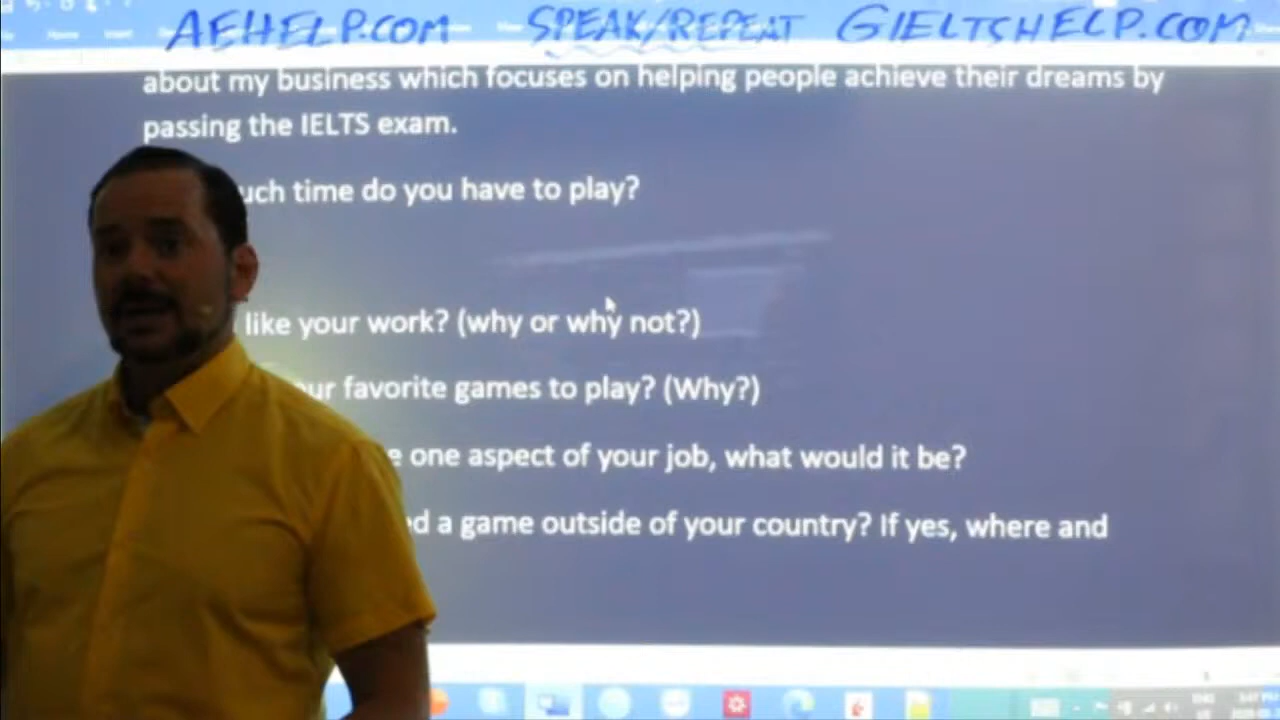 AEHELP.COM SPEAK/REPEAT GIELTSHELP.COM
about my business which focuses on helping people achieve their dreams by
passing the IELTS exam.
uch time do you have to play?
like your work? (why or why not?)
ur favorite games to play? (Why?)
e one aspect of your job, what would it be?
ed a game outside of your country? If yes, where and